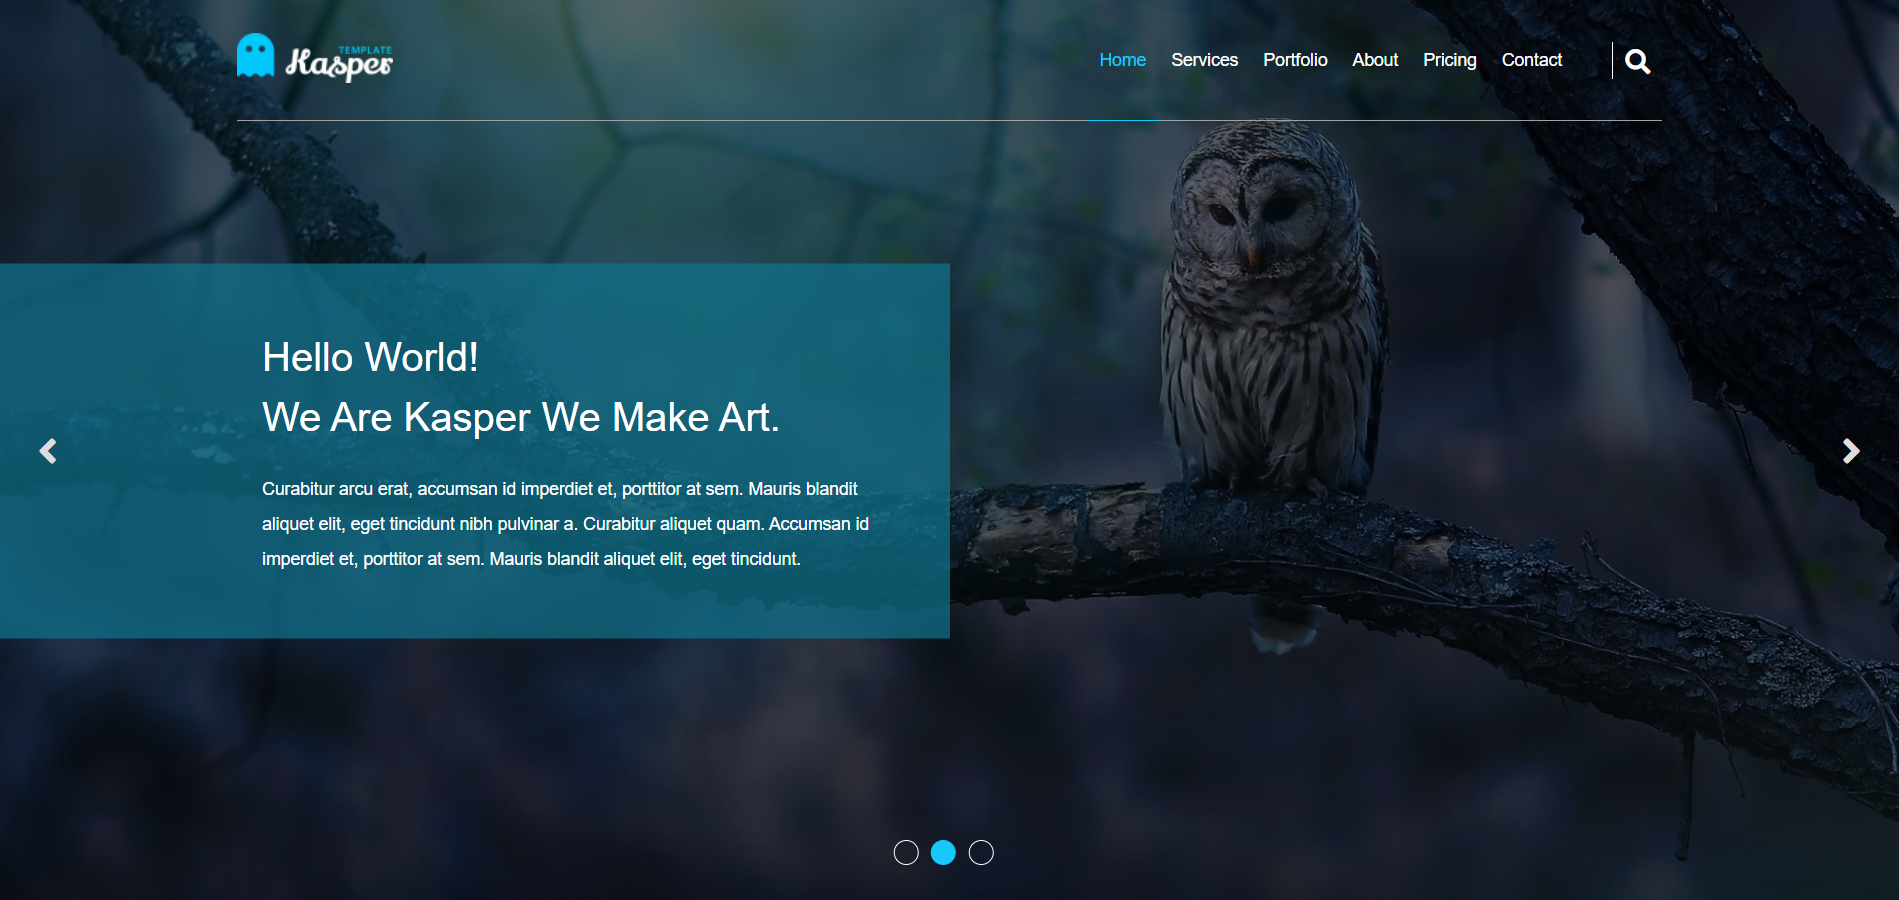 TEMPLATE
Kasper
Home Services Portfolio About Pricing Contact
Hello World!
We Are Kasper We Make Art.
Curabitur arcu erat, accumsan id imperdiet et, porttitor at sem. Mauris blandit
aliquet elit, eget tincidunt nibh pulvinar a. Curabitur aliquet quam. Accumsan id
imperdiet et, porttitor at sem. Mauris blandit aliquet elit, eget tincidunt.